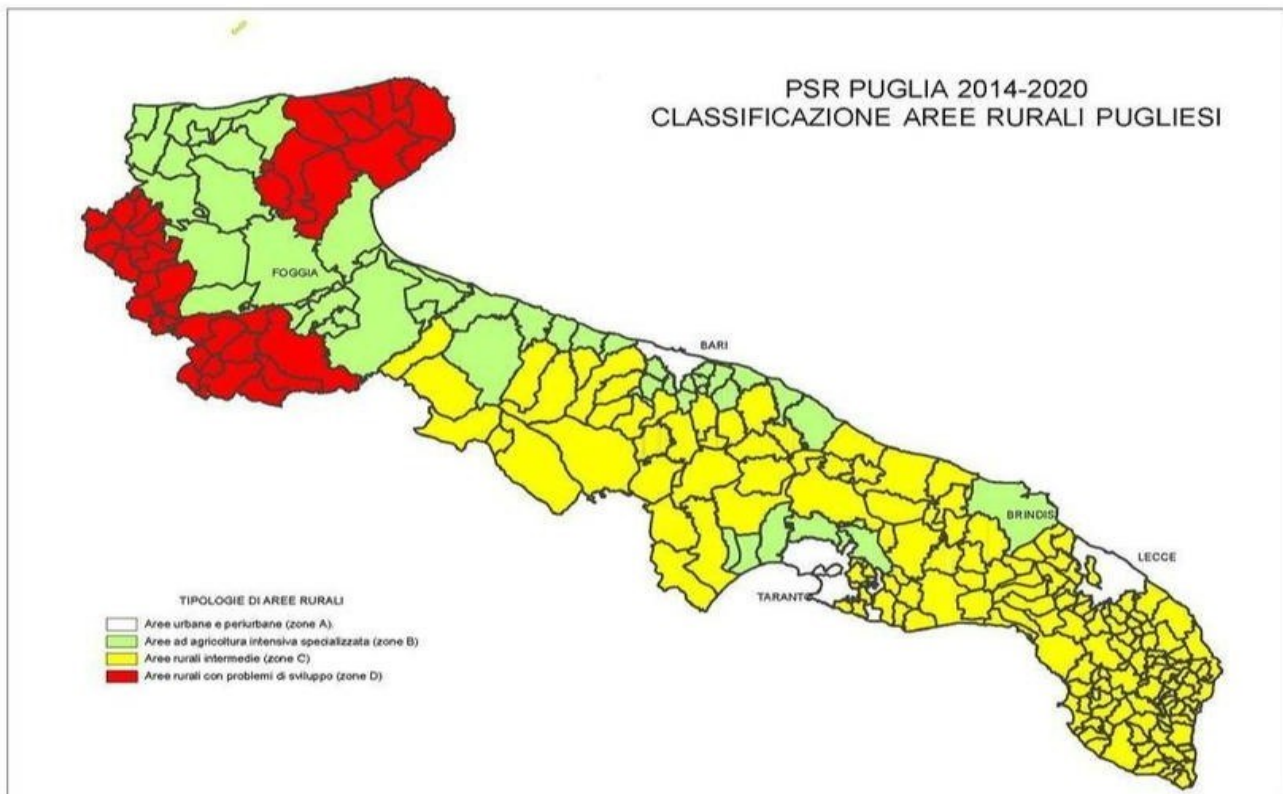 PSR PUGLIA 2014-2020
CLASSIFICAZIONE AREE RURALI PUGLIESI
FOGGIA
BARI
BRINDIS
LECCE
TARANTO
TIPOLOGIE DI AREE RURALI
Aree urbane e periurbane (zone A).
Aree ad agricoltura intensiva specializzata (zone B)
Aree rurali intermedie (zone C)
Aree rurali con problemi di sviluppo (zone D)